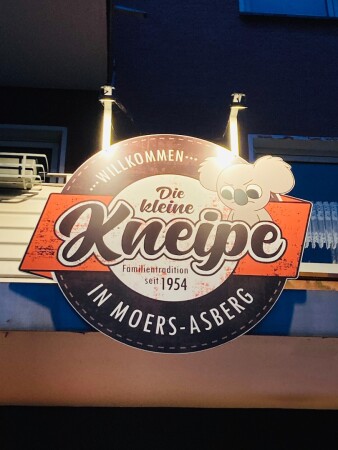 ...WILLKOMMEN...
Die
kleine
Kneipe
Familientradition
seit 1954
IN MOERS-ASBERG